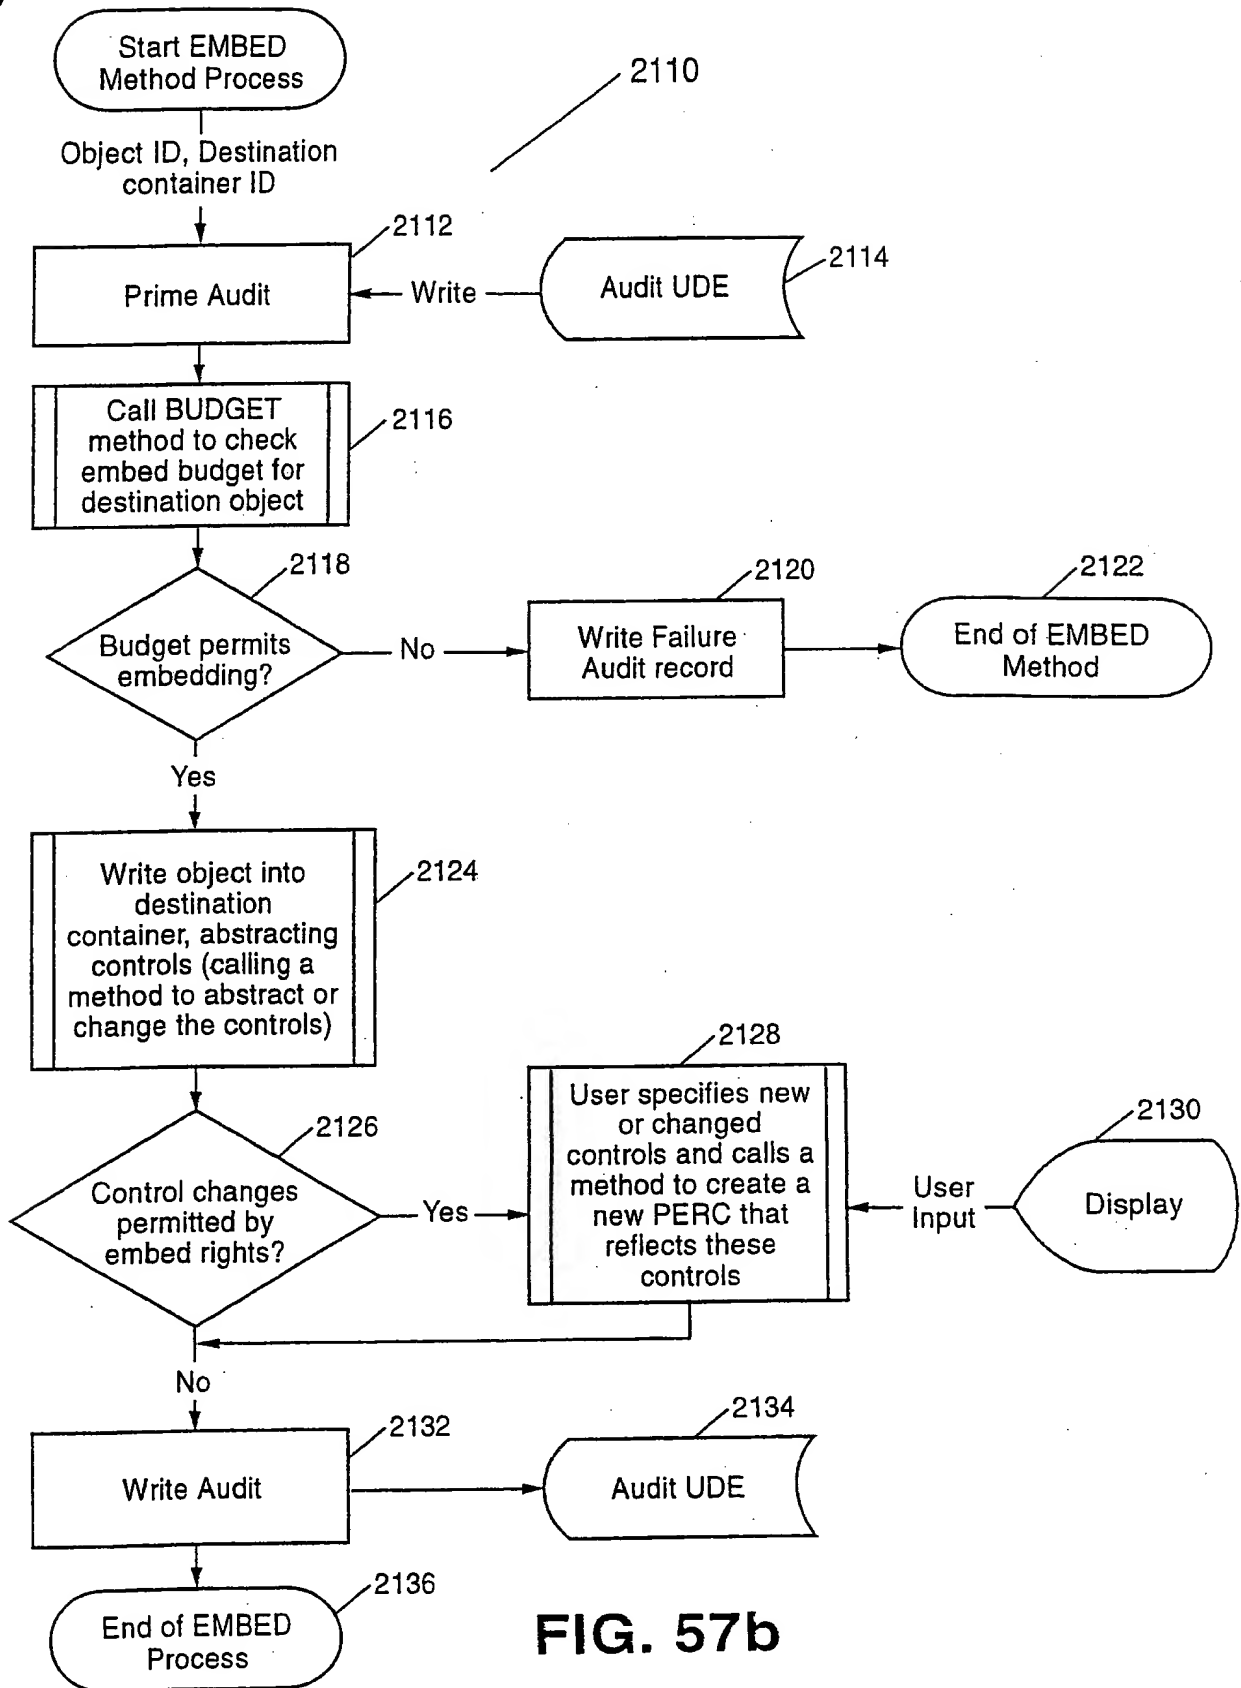 Start EMBED
Method Process
2110
Object ID, Destination
container ID
2112
Prime Audit
Write
Audit UDE
2114
Call BUDGET
method to check
embed budget for
destination object
2116
2118
Budget permits
embedding?
No
2120
Write Failure
Audit record
2122
End of EMBED
Method
Yes
Write object into
destination
container, abstracting
controls (calling a
method to abstract or
change the controls)
2124
2126
Control changes
permitted by
embed rights?
Yes
2128
User specifies new
or changed
controls and calls a
method to create a
new PERC that
reflects these
controls
User
Input
2130
Display
No
2132
Write Audit
2134
Audit UDE
2136
End of EMBED
Process
FIG. 57b